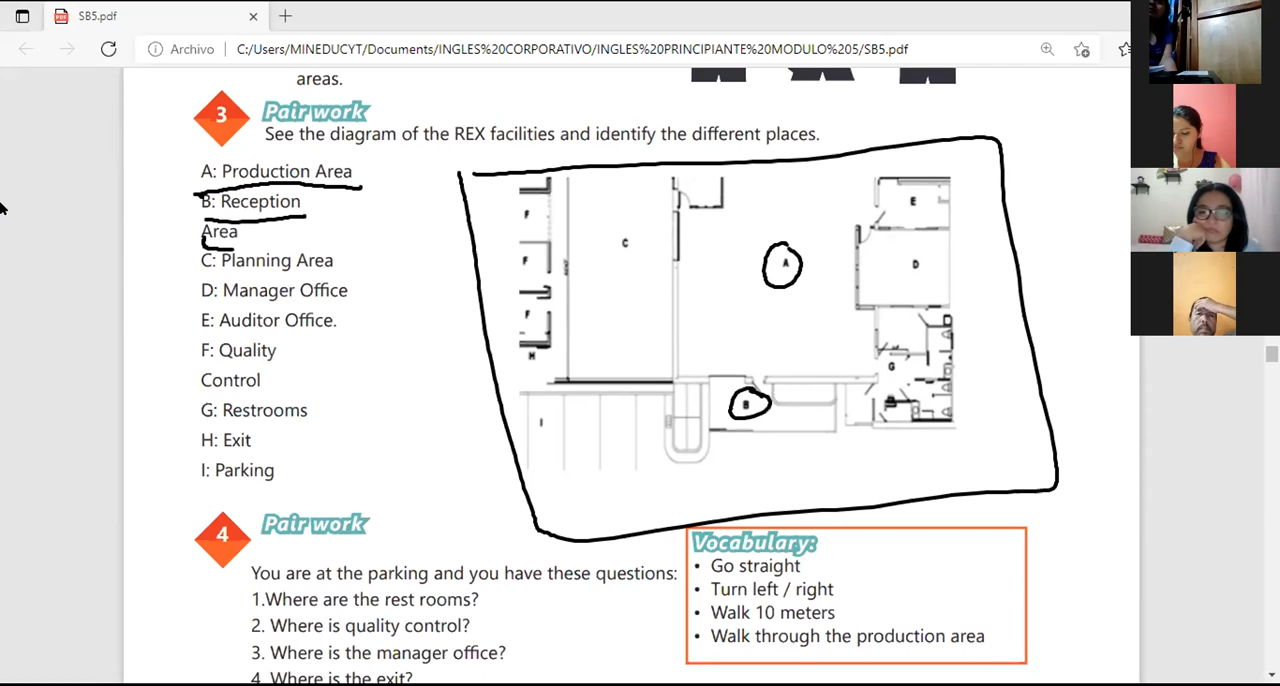 SB5.pdf
Archivo
C:/Users/MINEDUCYT/Documents/INGLES%20CORPORATIVO/INGLES%20PRINCIPIANTE%20MODULO%205/SB5.pdf
areas.
3
Pair work
See the diagram of the REX facilities and identify the different places.
A: Production Area
B: Reception
Area
C: Planning Area
D: Manager Office
E: Auditor Office.
F: Quality
Control
G: Restrooms
H: Exit
I: Parking
F
C
A
E
F
D
F
H
G
B
I
4
Pair work
You are at the parking and you have these questions:
1.Where are the rest rooms?
2. Where is quality control?
3. Where is the manager office?
4. Where is the exit?
Vocabulary:
• Go straight
• Turn left / right
• Walk 10 meters
• Walk through the production area